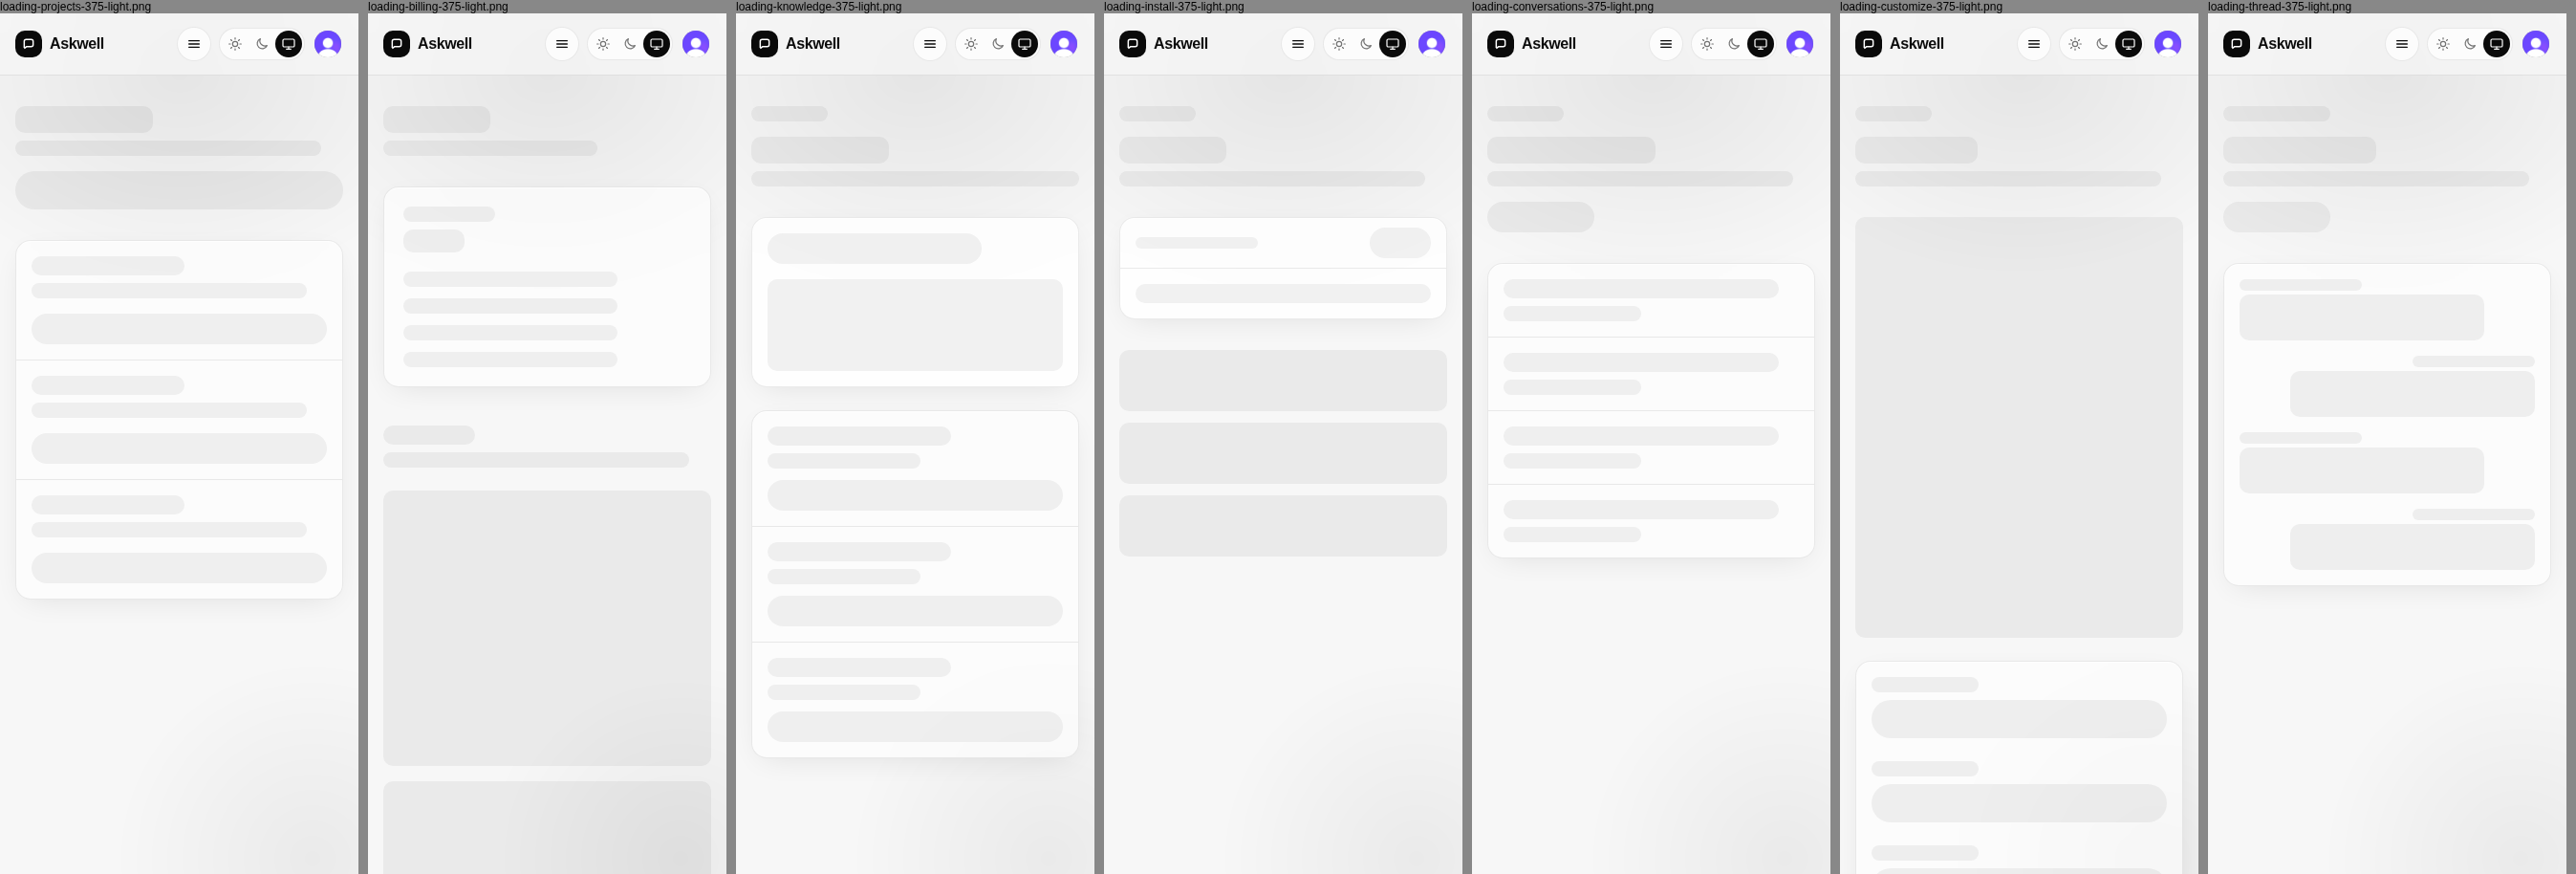 loading-projects-375-light.png
Askwell
loading-billing-375-light.png
Askwell
loading-knowledge-375-light.png
Askwell
loading-install-375-light.png
Askwell
loading-conversations-375-light.png
Askwell
loading-customize-375-light.png
Askwell
loading-thread-375-light.png
Askwell